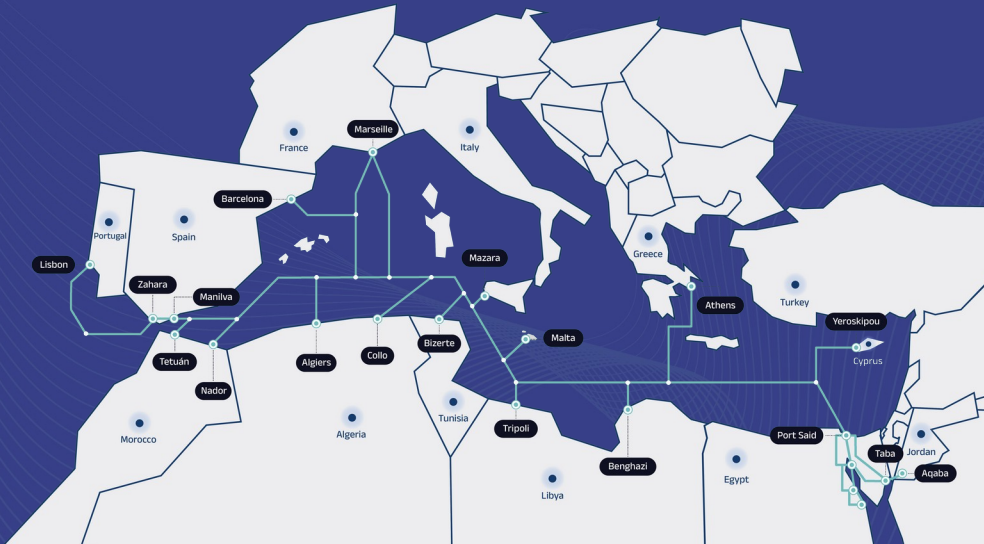 Marseille
France
Italy
Barcelona
Portugal
Spain
Greece
Lisbon
Mazara
Zahara
Manilva
Turkey
Athens
Yeroskipou
Malta
Bizerte
Tetuán
Algiers
Collo
Cyprus
Nador
Tunisia
Morocco
Algeria
Tripoli
Port Said
Taba
Jordan
Benghazi
Aqaba
Libya
Egypt